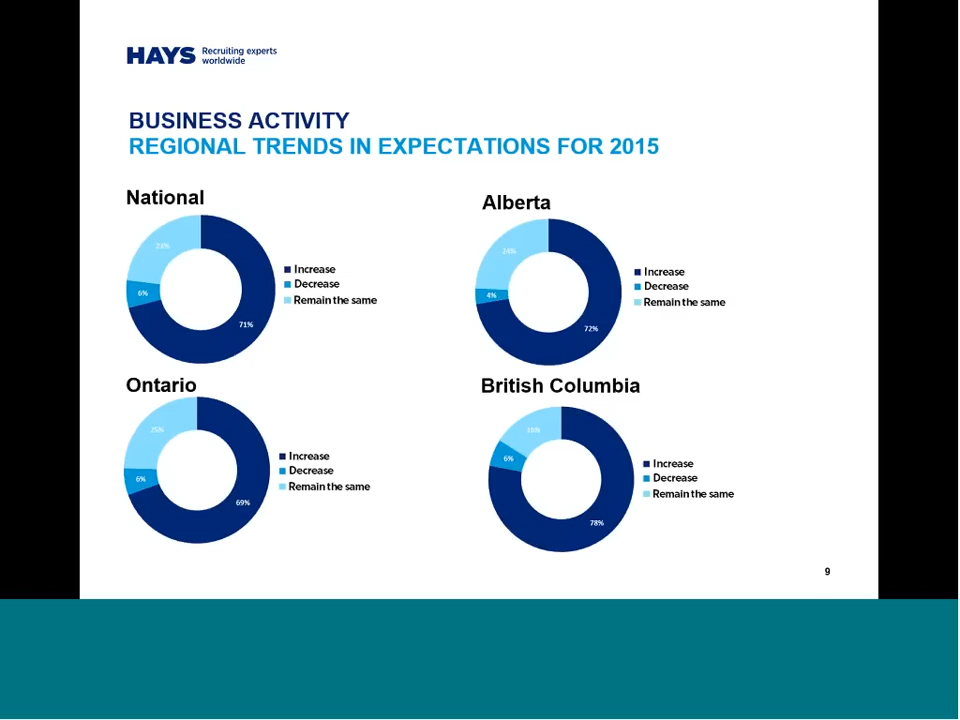 HAYS Recruiting experts
worldwide
BUSINESS ACTIVITY
REGIONAL TRENDS IN EXPECTATIONS FOR 2015
National
23%
6%
71%
Increase
Decrease
Remain the same
Alberta
24%
4%
72%
Increase
Decrease
Remain the same
Ontario
25%
6%
69%
Increase
Decrease
Remain the same
British Columbia
16%
6%
78%
Increase
Decrease
Remain the same
9